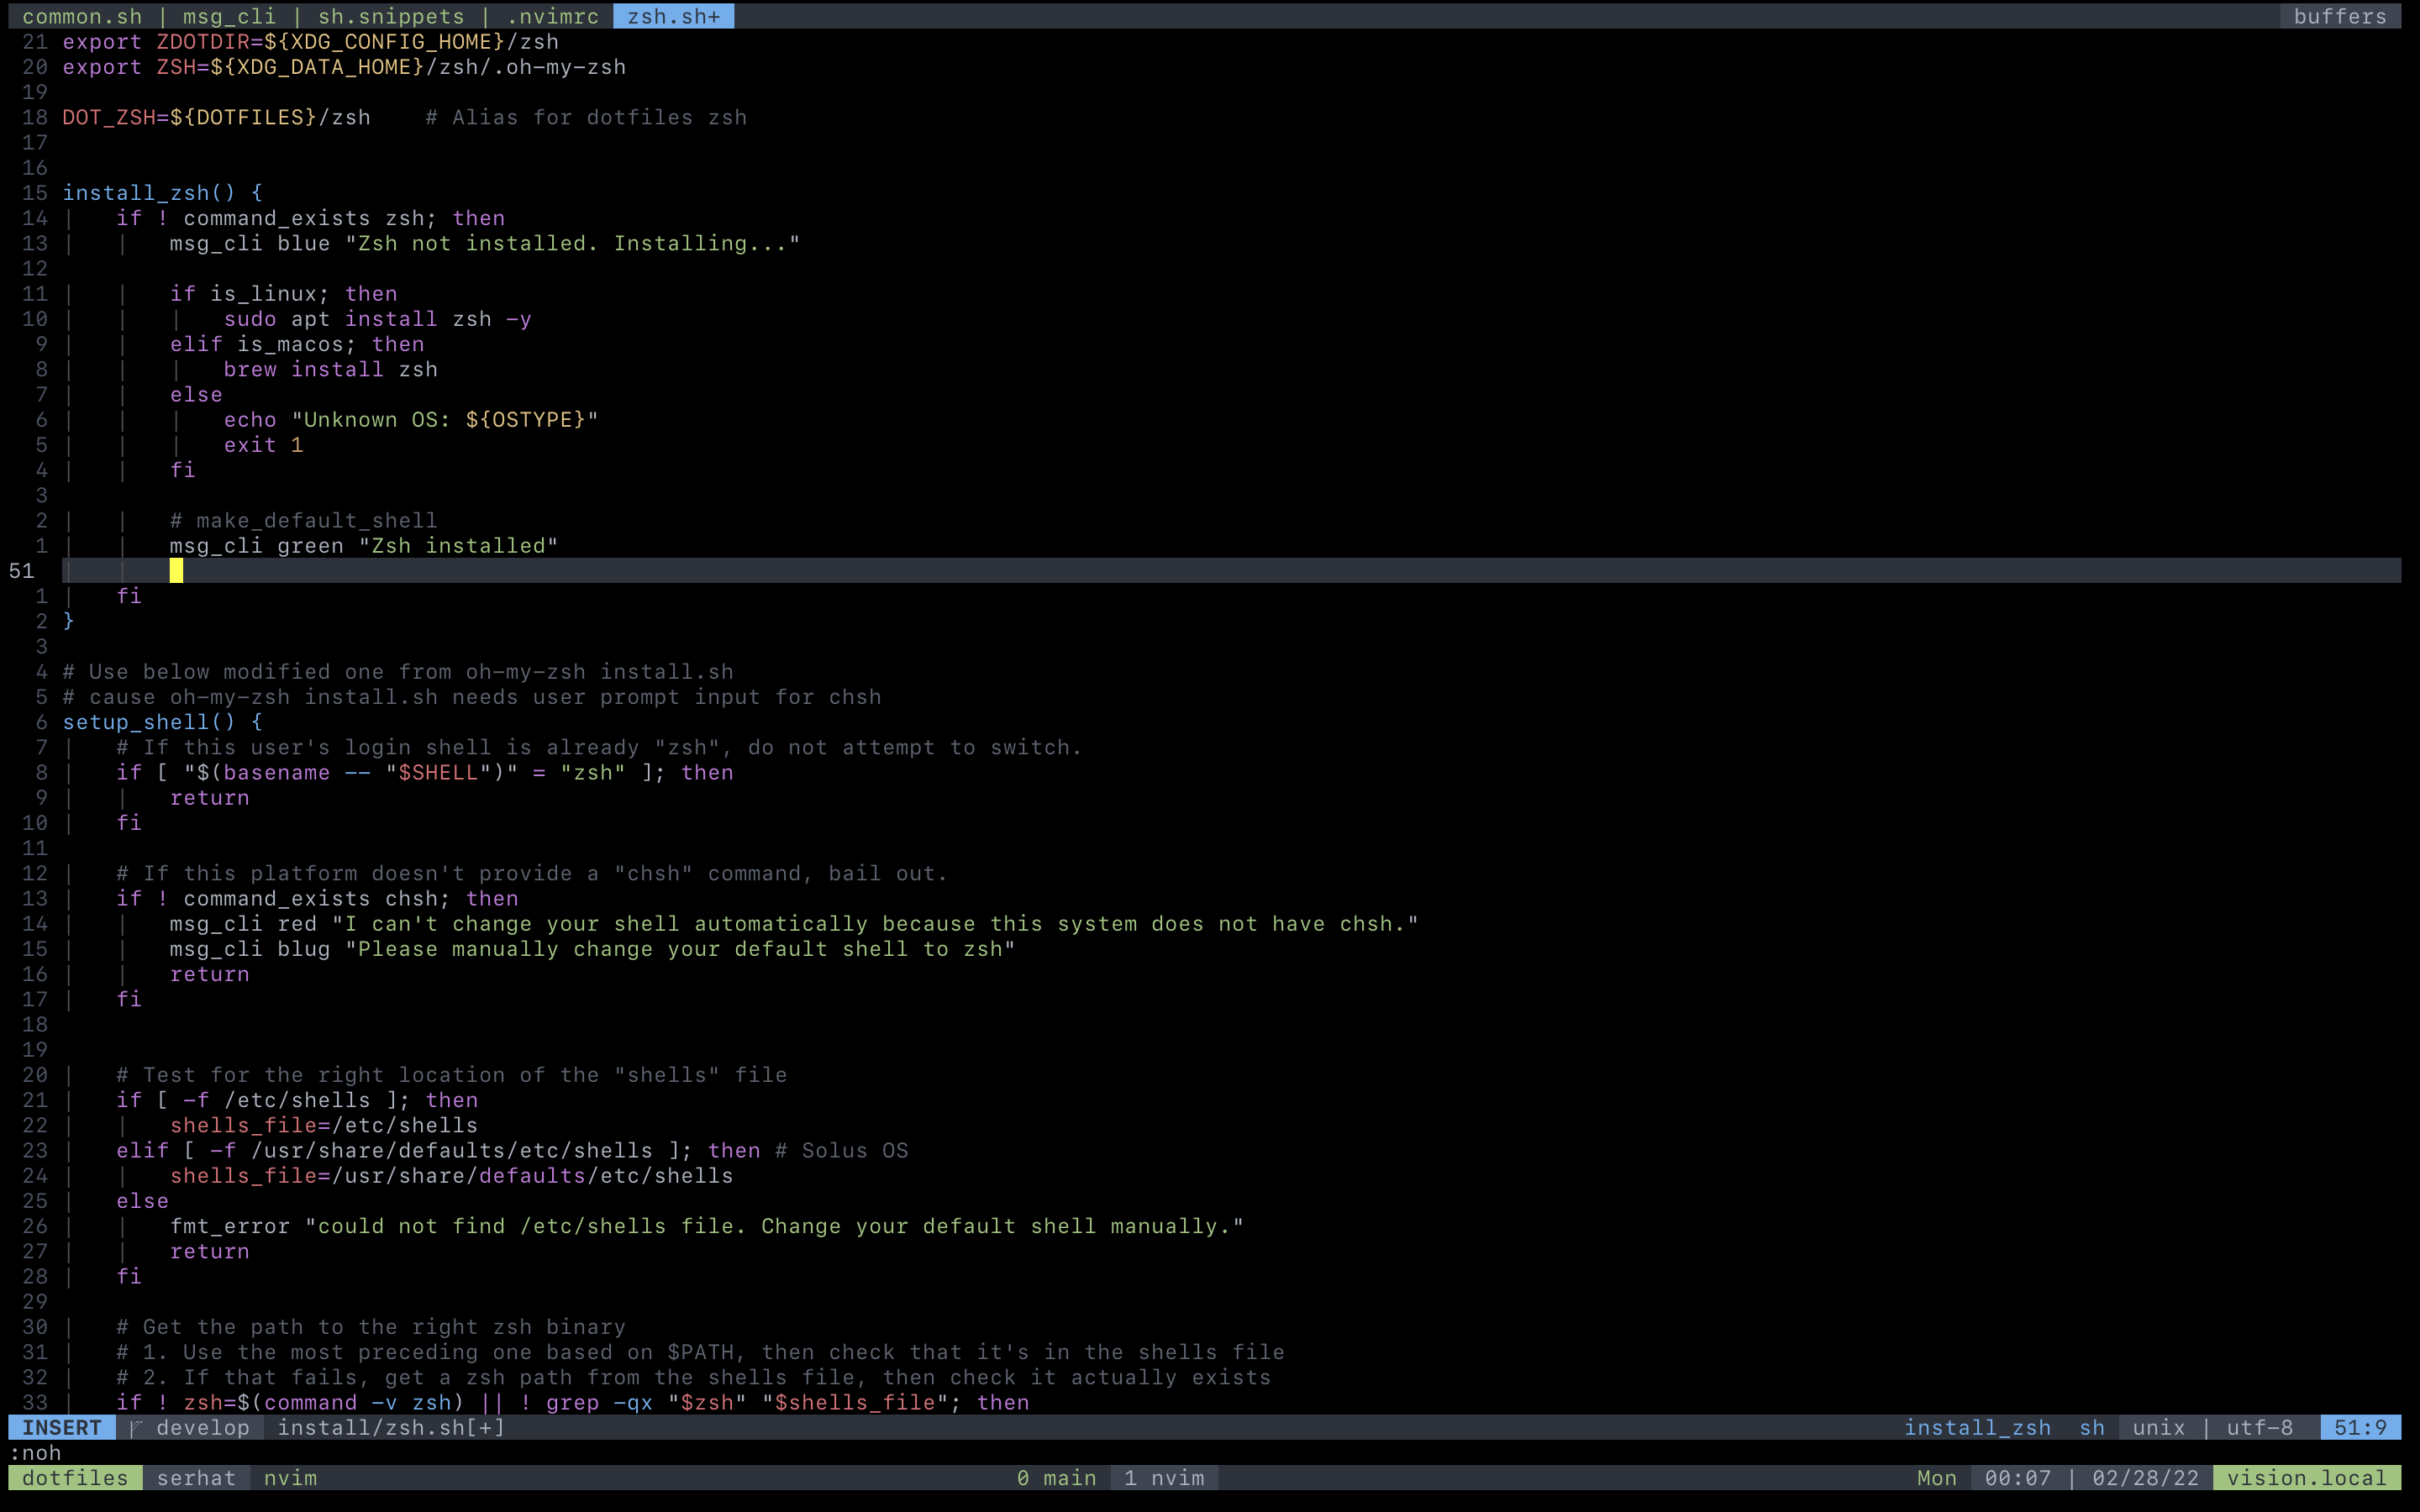 common.sh | msg_cli | sh.snippets | .nvimrc zsh.sh+ buffers
21 export ZDOTDIR=${XDG_CONFIG_HOME}/zsh
20 export ZSH=${XDG_DATA_HOME}/zsh/.oh-my-zsh
19
18 DOT_ZSH=${DOTFILES}/zsh    # Alias for dotfiles zsh
17
16
15 install_zsh() {
14 |   if ! command_exists zsh; then
13 |   |   msg_cli blue "Zsh not installed. Installing..."
12
11 |   |   if is_linux; then
10 |   |   |   sudo apt install zsh -y
9 |   |   elif is_macos; then
8 |   |   |   brew install zsh
7 |   |   else
6 |   |   |   echo "Unknown OS: ${OSTYPE}"
5 |   |   |   exit 1
4 |   |   fi
3
2 |   |   # make_default_shell
1 |   |   msg_cli green "Zsh installed"
51 |   |
1 |   fi
2 }
3
4 # Use below modified one from oh-my-zsh install.sh
5 # cause oh-my-zsh install.sh needs user prompt input for chsh
6 setup_shell() {
7 |   # If this user's login shell is already "zsh", do not attempt to switch.
8 |   if [ "$(basename -- "$SHELL")" = "zsh" ]; then
9 |   |   return
10 |   fi
11
12 |   # If this platform doesn't provide a "chsh" command, bail out.
13 |   if ! command_exists chsh; then
14 |   |   msg_cli red "I can't change your shell automatically because this system does not have chsh."
15 |   |   msg_cli blug "Please manually change your default shell to zsh"
16 |   |   return
17 |   fi
18
19
20 |   # Test for the right location of the "shells" file
21 |   if [ -f /etc/shells ]; then
22 |   |   shells_file=/etc/shells
23 |   elif [ -f /usr/share/defaults/etc/shells ]; then # Solus OS
24 |   |   shells_file=/usr/share/defaults/etc/shells
25 |   else
26 |   |   fmt_error "could not find /etc/shells file. Change your default shell manually."
27 |   |   return
28 |   fi
29
30 |   # Get the path to the right zsh binary
31 |   # 1. Use the most preceding one based on $PATH, then check that it's in the shells file
32 |   # 2. If that fails, get a zsh path from the shells file, then check it actually exists
33 |   if ! zsh=$(command -v zsh) || ! grep -qx "$zsh" "$shells_file"; then
INSERT develop install/zsh.sh[+] install_zsh sh unix | utf-8 51:9
:noh
dotfiles serhat nvim 0 main 1 nvim Mon 00:07 | 02/28/22 vision.local